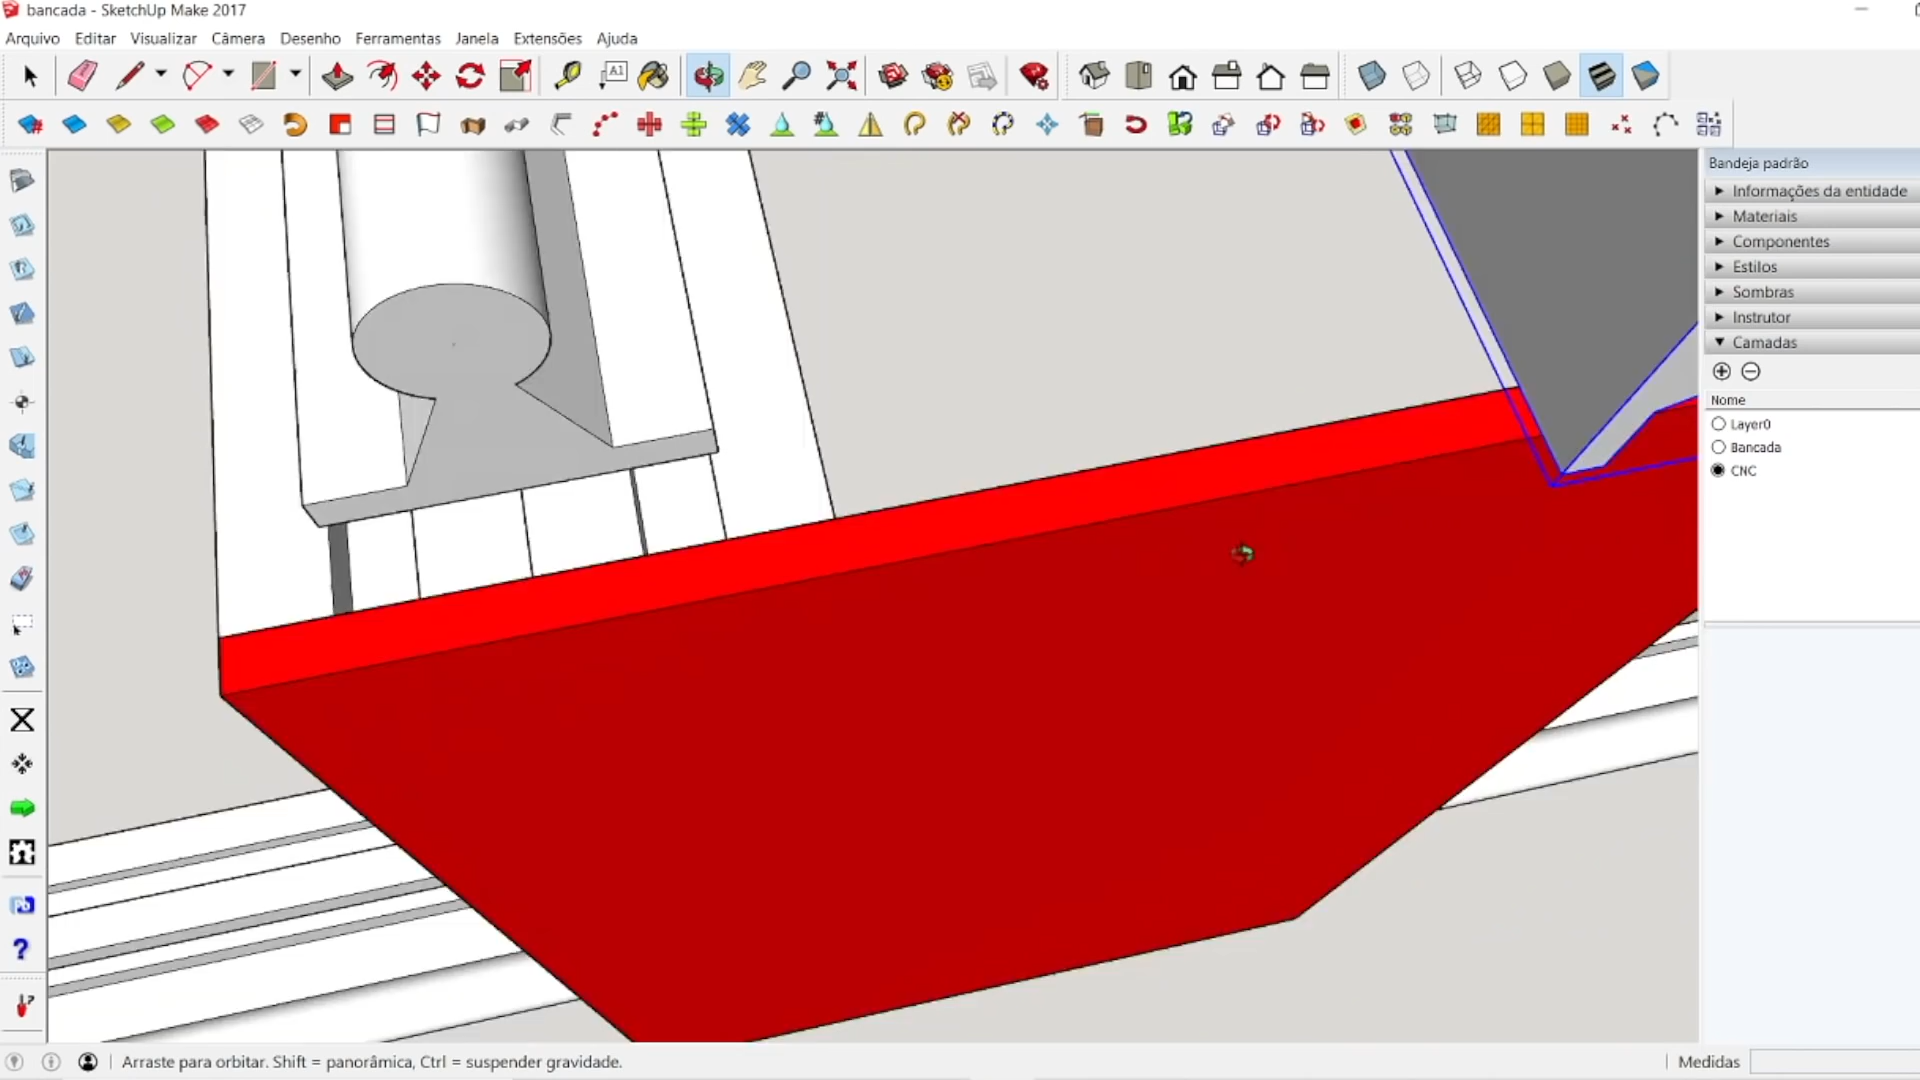 bancada - SketchUp Make 2017
Arquivo Editar Visualizar Câmera Desenho Ferramentas Janela Extensões Ajuda
A1
Bandeja padrão
Informações da entidade
Materiais
Componentes
Estilos
Sombras
Instrutor
Camadas
Nome
Layer0
Bancada
CNC
?
Arraste para orbitar. Shift = panorâmica, Ctrl = suspender gravidade.
Medidas